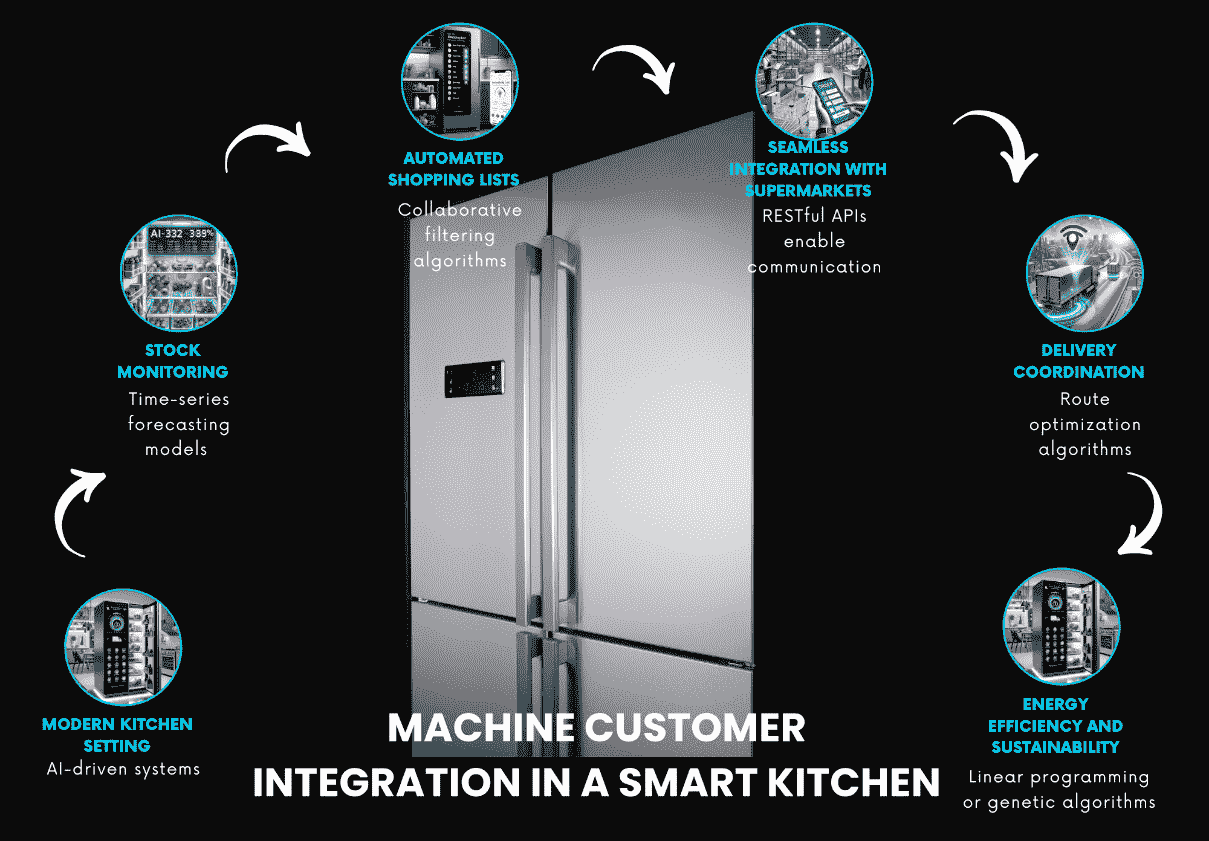 AUTOMATED
SHOPPING LISTS
Collaborative
filtering
algorithms
SEAMLESS
INTEGRATION WITH
SUPERMARKETS
RESTful APIs
enable
communication
AI-332 339%
STOCK
MONITORING
Time-series
forecasting
models
DELIVERY
COORDINATION
Route
optimization
algorithms
MODERN KITCHEN
SETTING
AI-driven systems
ENERGY
EFFICIENCY AND
SUSTAINABILITY
Linear programming
or genetic algorithms
MACHINE CUSTOMER
INTEGRATION IN A SMART KITCHEN